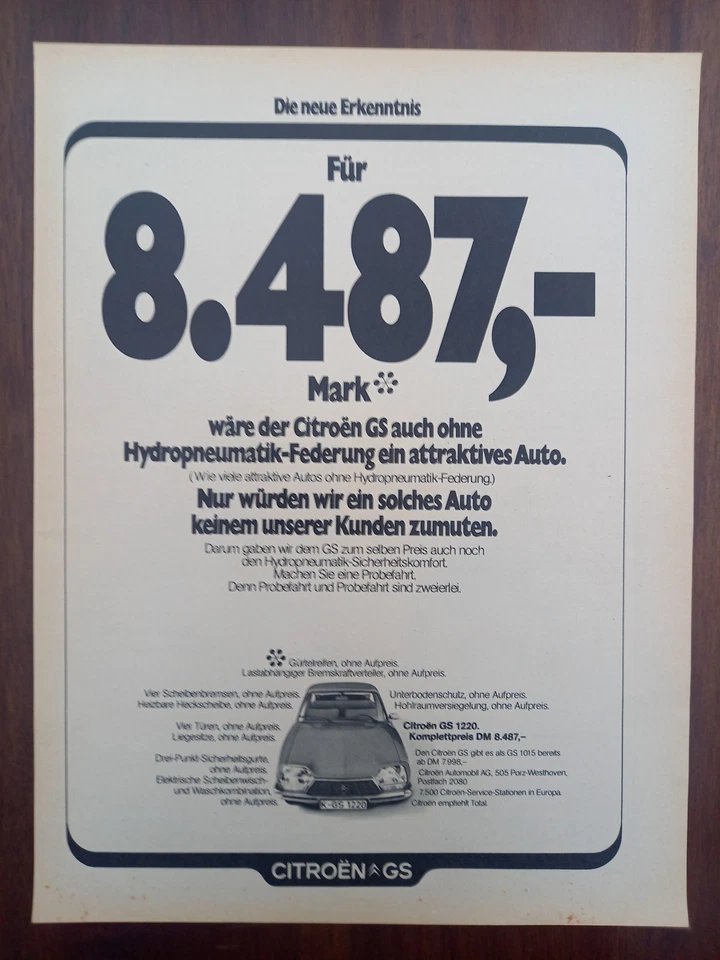 Die neue Erkenntnis
Für
8.487,-
Mark*
wäre der Citroën GS auch ohne
Hydropneumatik-Federung ein attraktives Auto.
(Wie viele attraktive Autos ohne Hydropneumatik-Federung.)
Nur würden wir ein solches Auto
keinem unserer Kunden zumuten.
Darum gaben wir dem GS zum selben Preis auch noch
den Hydropneumatik-Sicherheitskomfort.
Machen Sie eine Probefahrt.
Denn Probefahrt und Probefahrt sind zweierlei.
* Gürtelreifen, ohne Aufpreis.
Lastabhängiger Bremskraftverteiler, ohne Aufpreis.
Vier Scheibenbremsen, ohne Aufpreis.
Heizbare Heckscheibe, ohne Aufpreis.
Vier Türen, ohne Aufpreis.
Liegesitze, ohne Aufpreis.
Drei-Punkt-Sicherheitsgurte,
ohne Aufpreis.
Elektrische Scheibenwisch-
und Waschkombination,
ohne Aufpreis.
Unterbodenschutz, ohne Aufpreis.
Hohlraumversiegelung, ohne Aufpreis.
Citroën GS 1220.
Komplettpreis DM 8.487,-
Den Citroën GS gibt es als GS 1015 bereits
ab DM 7.998,-
Citroën Automobil AG, 505 Porz-Westhoven,
Postfach 2080
7.500 Citroën-Service-Stationen in Europa.
Citroën empfiehlt Total.
K-GS 1220
CITROËN GS